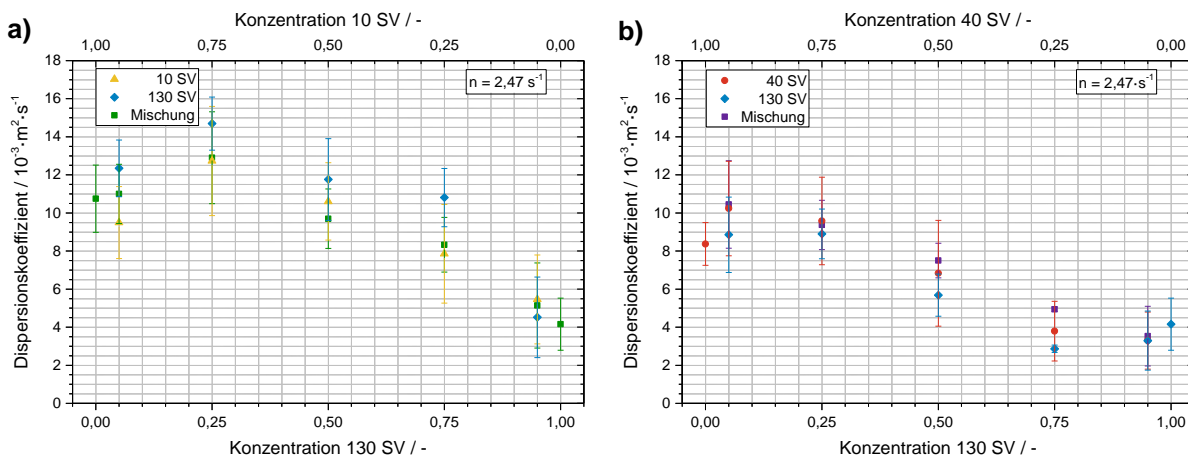 a)
Konzentration 10 SV / -
1,00 0,75 0,50 0,25 0,00
Dispersionskoeffizient / 10⁻³·m²·s⁻¹
18
16
14
12
10
8
6
4
2
0
10 SV
130 SV
Mischung
n = 2,47 s⁻¹
0,00 0,25 0,50 0,75 1,00
Konzentration 130 SV / -
b)
Konzentration 40 SV / -
1,00 0,75 0,50 0,25 0,00
Dispersionskoeffizient / 10⁻³·m²·s⁻¹
18
16
14
12
10
8
6
4
2
0
40 SV
130 SV
Mischung
n = 2,47·s⁻¹
0,00 0,25 0,50 0,75 1,00
Konzentration 130 SV / -